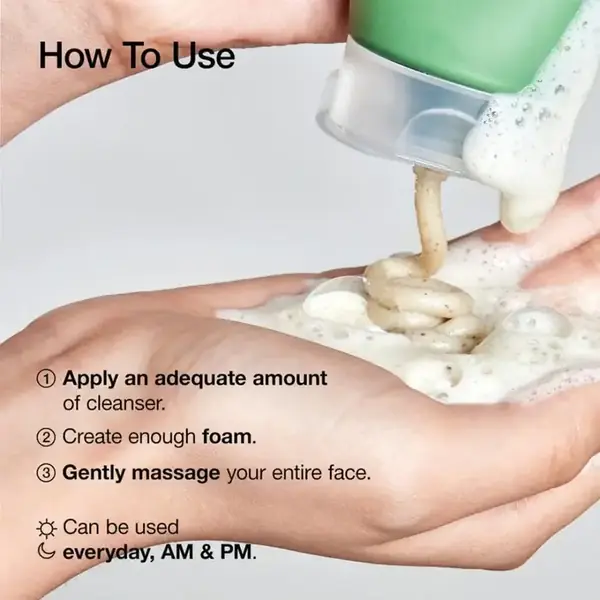 How To Use
① Apply an adequate amount
of cleanser.
② Create enough foam.
③ Gently massage your entire face.
Can be used
everyday, AM & PM.